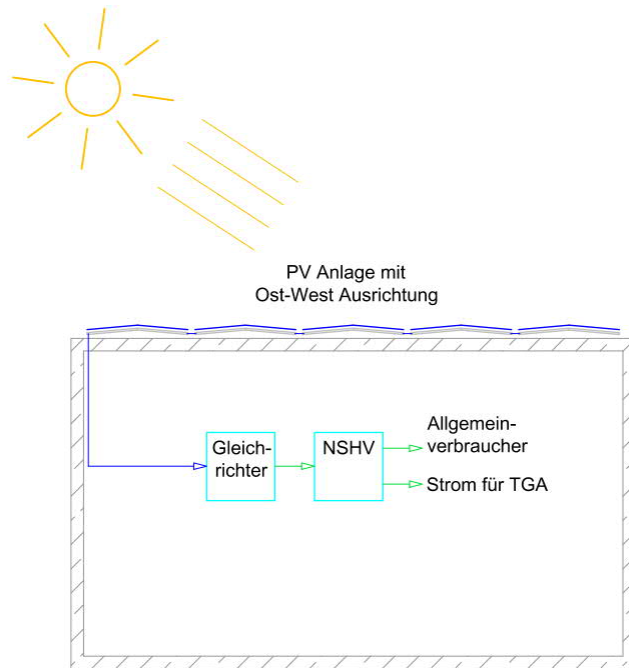 PV Anlage mit
Ost-West Ausrichtung
Gleich-
richter
NSHV
Allgemein-
verbraucher
Strom für TGA